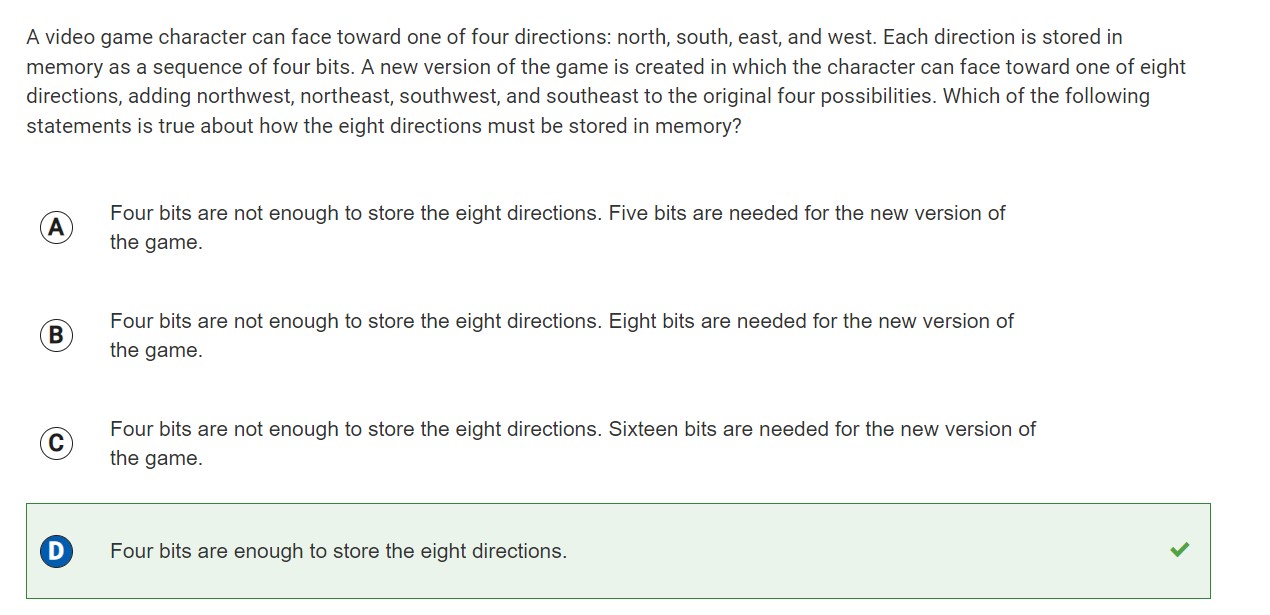 A video game character can face toward one of four directions: north, south, east, and west. Each direction is stored in
memory as a sequence of four bits. A new version of the game is created in which the character can face toward one of eight
directions, adding northwest, northeast, southwest, and southeast to the original four possibilities. Which of the following
statements is true about how the eight directions must be stored in memory?
A
Four bits are not enough to store the eight directions. Five bits are needed for the new version of
the game.
B
Four bits are not enough to store the eight directions. Eight bits are needed for the new version of
the game.
C
Four bits are not enough to store the eight directions. Sixteen bits are needed for the new version of
the game.
D
Four bits are enough to store the eight directions.